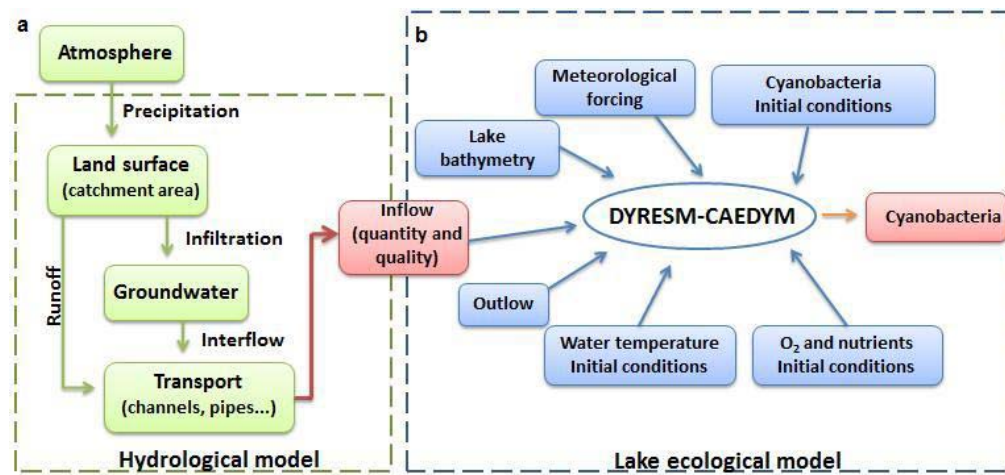 a
Atmosphere
Precipitation
Land surface
(catchment area)
Infiltration
Runoff
Groundwater
Interflow
Transport
(channels, pipes...)
Hydrological model
Inflow
(quantity and
quality)
b
Meteorological
forcing
Cyanobacteria
Initial conditions
Lake
bathymetry
DYRESM-CAEDYM
Cyanobacteria
Outlow
Water temperature
Initial conditions
O₂ and nutrients
Initial conditions
Lake ecological model